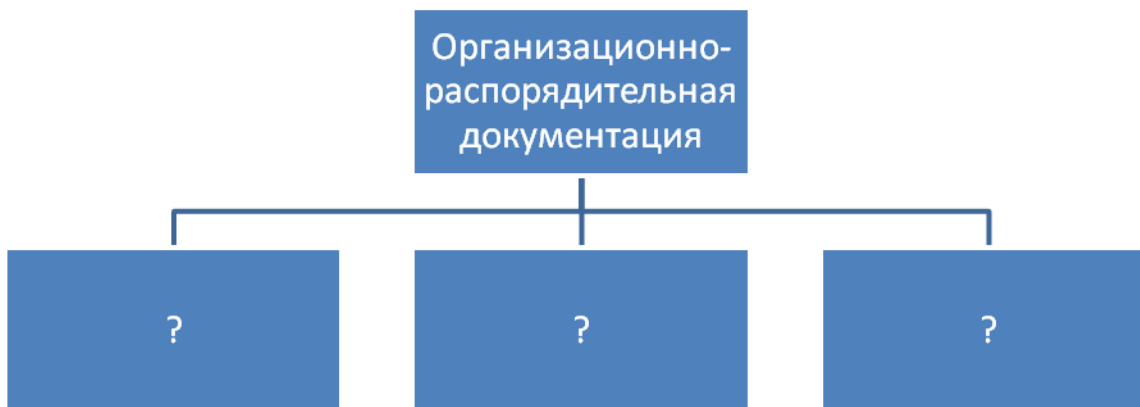 Организационно-
распорядительная
документация
? ? ?